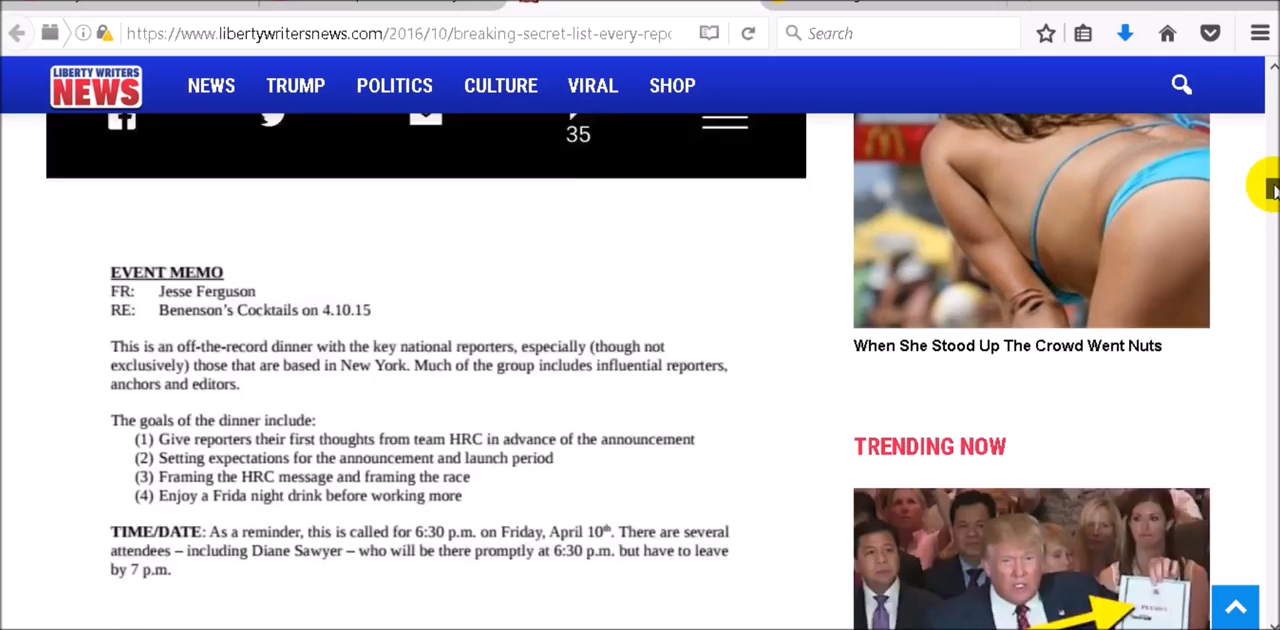 https://www.libertywritersnews.com/2016/10/breaking-secret-list-every-repo
Search
LIBERTY WRITERS
NEWS
NEWS
TRUMP
POLITICS
CULTURE
VIRAL
SHOP
35
EVENT MEMO
FR: Jesse Ferguson
RE: Benenson's Cocktails on 4.10.15
This is an off-the-record dinner with the key national reporters, especially (though not
exclusively) those that are based in New York. Much of the group includes influential reporters,
anchors and editors.
The goals of the dinner include:
(1) Give reporters their first thoughts from team HRC in advance of the announcement
(2) Setting expectations for the announcement and launch period
(3) Framing the HRC message and framing the race
(4) Enjoy a Frida night drink before working more
TIME/DATE: As a reminder, this is called for 6:30 p.m. on Friday, April 10th. There are several
attendees – including Diane Sawyer – who will be there promptly at 6:30 p.m. but have to leave
by 7 p.m.
When She Stood Up The Crowd Went Nuts
TRENDING NOW